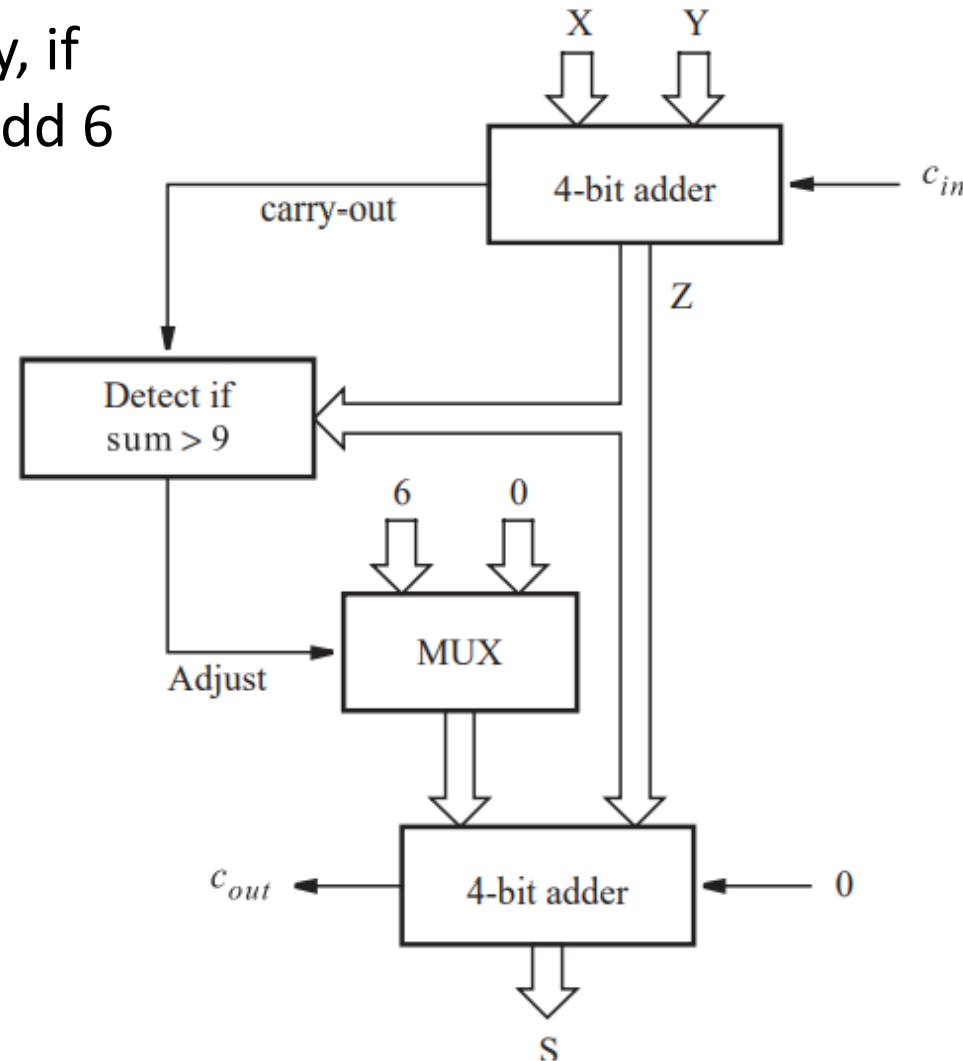 y, if
dd 6
X Y
4-bit adder
c_in
carry-out
Z
Detect if
sum > 9
6 0
MUX
Adjust
c_out
4-bit adder
0
S